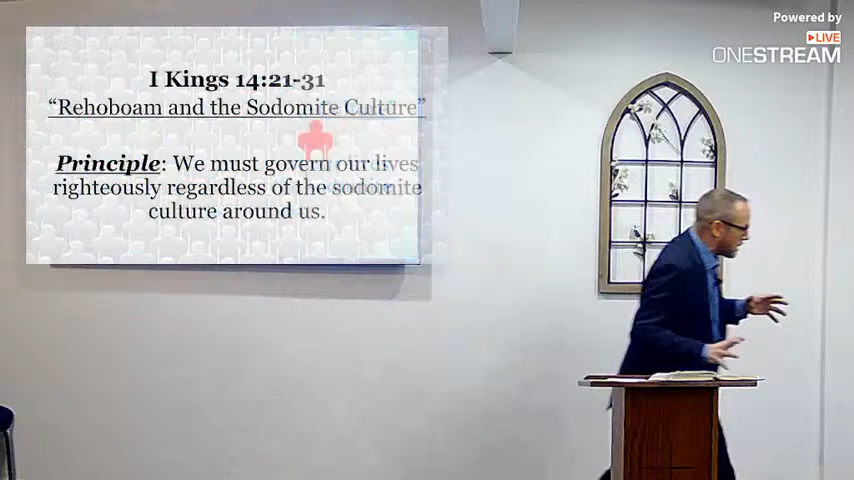 Powered by
LIVE
ONESTREAM
I Kings 14:21-31
“Rehoboam and the Sodomite Culture”
Principle: We must govern our lives
righteously regardless of the sodomite
culture around us.